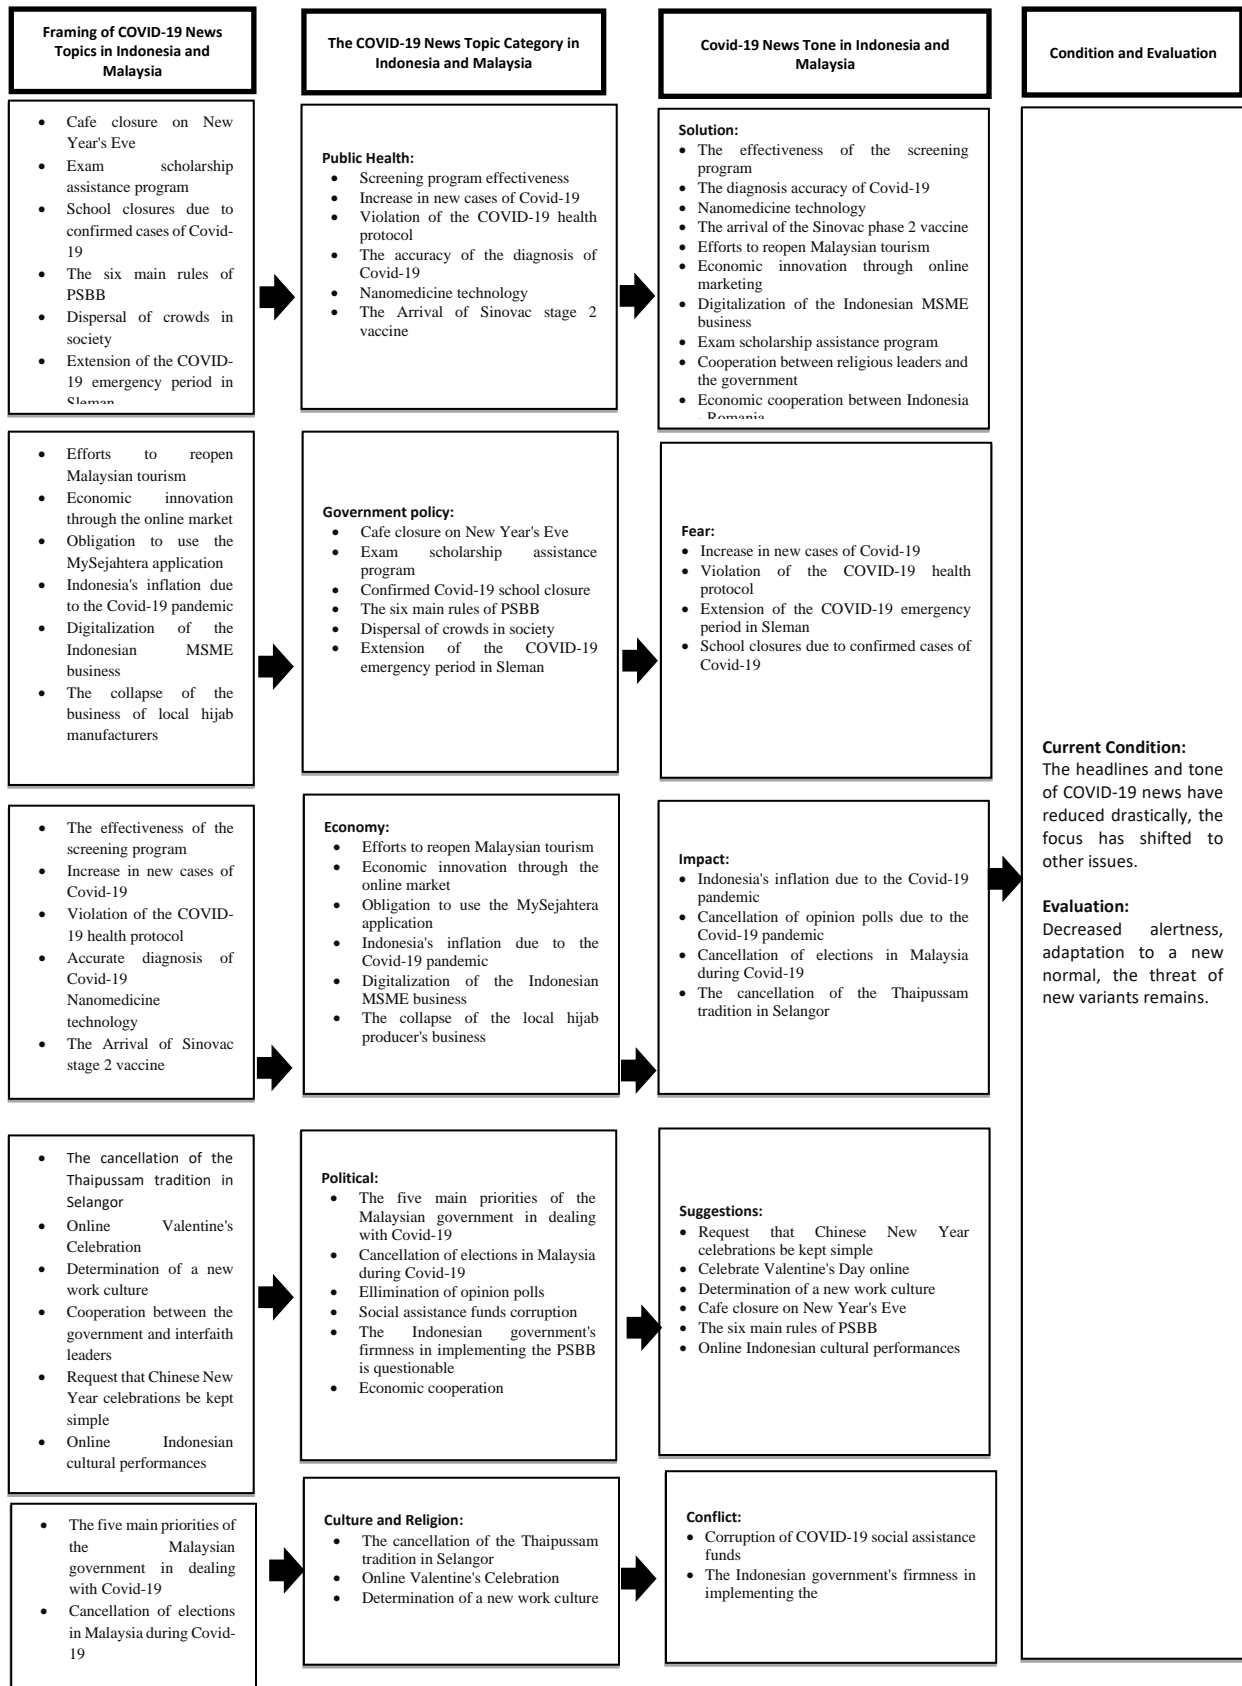 Framing of COVID-19 News
Topics in Indonesia and
Malaysia
The COVID-19 News Topic Category in
Indonesia and Malaysia
Covid-19 News Tone in Indonesia and
Malaysia
Condition and Evaluation
• Cafe closure on New
Year's Eve
• Exam scholarship
assistance program
• School closures due to
confirmed cases of Covid-
19
• The six main rules of
PSBB
• Dispersal of crowds in
society
• Extension of the COVID-
19 emergency period in
Sleman
Public Health:
• Screening program effectiveness
• Increase in new cases of Covid-19
• Violation of the COVID-19 health
protocol
• The accuracy of the diagnosis of
Covid-19
• Nanomedicine technology
• The Arrival of Sinovac stage 2
vaccine
Solution:
• The effectiveness of the screening
program
• The diagnosis accuracy of Covid-19
• Nanomedicine technology
• The arrival of the Sinovac phase 2 vaccine
• Efforts to reopen Malaysian tourism
• Economic innovation through online
marketing
• Digitalization of the Indonesian MSME
business
• Exam scholarship assistance program
• Cooperation between religious leaders and
the government
• Economic cooperation between Indonesia
- Romania
• Efforts to reopen
Malaysian tourism
• Economic innovation
through the online market
• Obligation to use the
MySejahtera application
• Indonesia's inflation due
to the Covid-19 pandemic
• Digitalization of the
Indonesian MSME
business
• The collapse of the
business of local hijab
manufacturers
Government policy:
• Cafe closure on New Year's Eve
• Exam scholarship assistance
program
• Confirmed Covid-19 school closure
• The six main rules of PSBB
• Dispersal of crowds in society
• Extension of the COVID-19
emergency period in Sleman
Fear:
• Increase in new cases of Covid-19
• Violation of the COVID-19 health
protocol
• Extension of the COVID-19 emergency
period in Sleman
• School closures due to confirmed cases of
Covid-19
• The effectiveness of the
screening program
• Increase in new cases of
Covid-19
• Violation of the COVID-
19 health protocol
• Accurate diagnosis of
Covid-19
Nanomedicine
technology
• The Arrival of Sinovac
stage 2 vaccine
Economy:
• Efforts to reopen Malaysian tourism
• Economic innovation through the
online market
• Obligation to use the MySejahtera
application
• Indonesia's inflation due to the
Covid-19 pandemic
• Digitalization of the Indonesian
MSME business
• The collapse of the local hijab
producer's business
Impact:
• Indonesia's inflation due to the Covid-19
pandemic
• Cancellation of opinion polls due to the
Covid-19 pandemic
• Cancellation of elections in Malaysia
during Covid-19
• The cancellation of the Thaipussam
tradition in Selangor
Current Condition:
The headlines and tone
of COVID-19 news have
reduced drastically, the
focus has shifted to
other issues.
Evaluation:
Decreased alertness,
adaptation to a new
normal, the threat of
new variants remains.
• The cancellation of the
Thaipussam tradition in
Selangor
• Online Valentine's
Celebration
• Determination of a new
work culture
• Cooperation between the
government and interfaith
leaders
• Request that Chinese New
Year celebrations be kept
simple
• Online Indonesian
cultural performances
Political:
• The five main priorities of the
Malaysian government in dealing
with Covid-19
• Cancellation of elections in Malaysia
during Covid-19
• Ellimination of opinion polls
• Social assistance funds corruption
• The Indonesian government's
firmness in implementing the PSBB
is questionable
• Economic cooperation
Suggestions:
• Request that Chinese New Year
celebrations be kept simple
• Celebrate Valentine's Day online
• Determination of a new work culture
• Cafe closure on New Year's Eve
• The six main rules of PSBB
• Online Indonesian cultural performances
• The five main priorities of
the Malaysian
government in dealing
with Covid-19
• Cancellation of elections
in Malaysia during Covid-
19
Culture and Religion:
• The cancellation of the Thaipussam
tradition in Selangor
• Online Valentine's Celebration
• Determination of a new work culture
Conflict:
• Corruption of COVID-19 social assistance
funds
• The Indonesian government's firmness in
implementing the